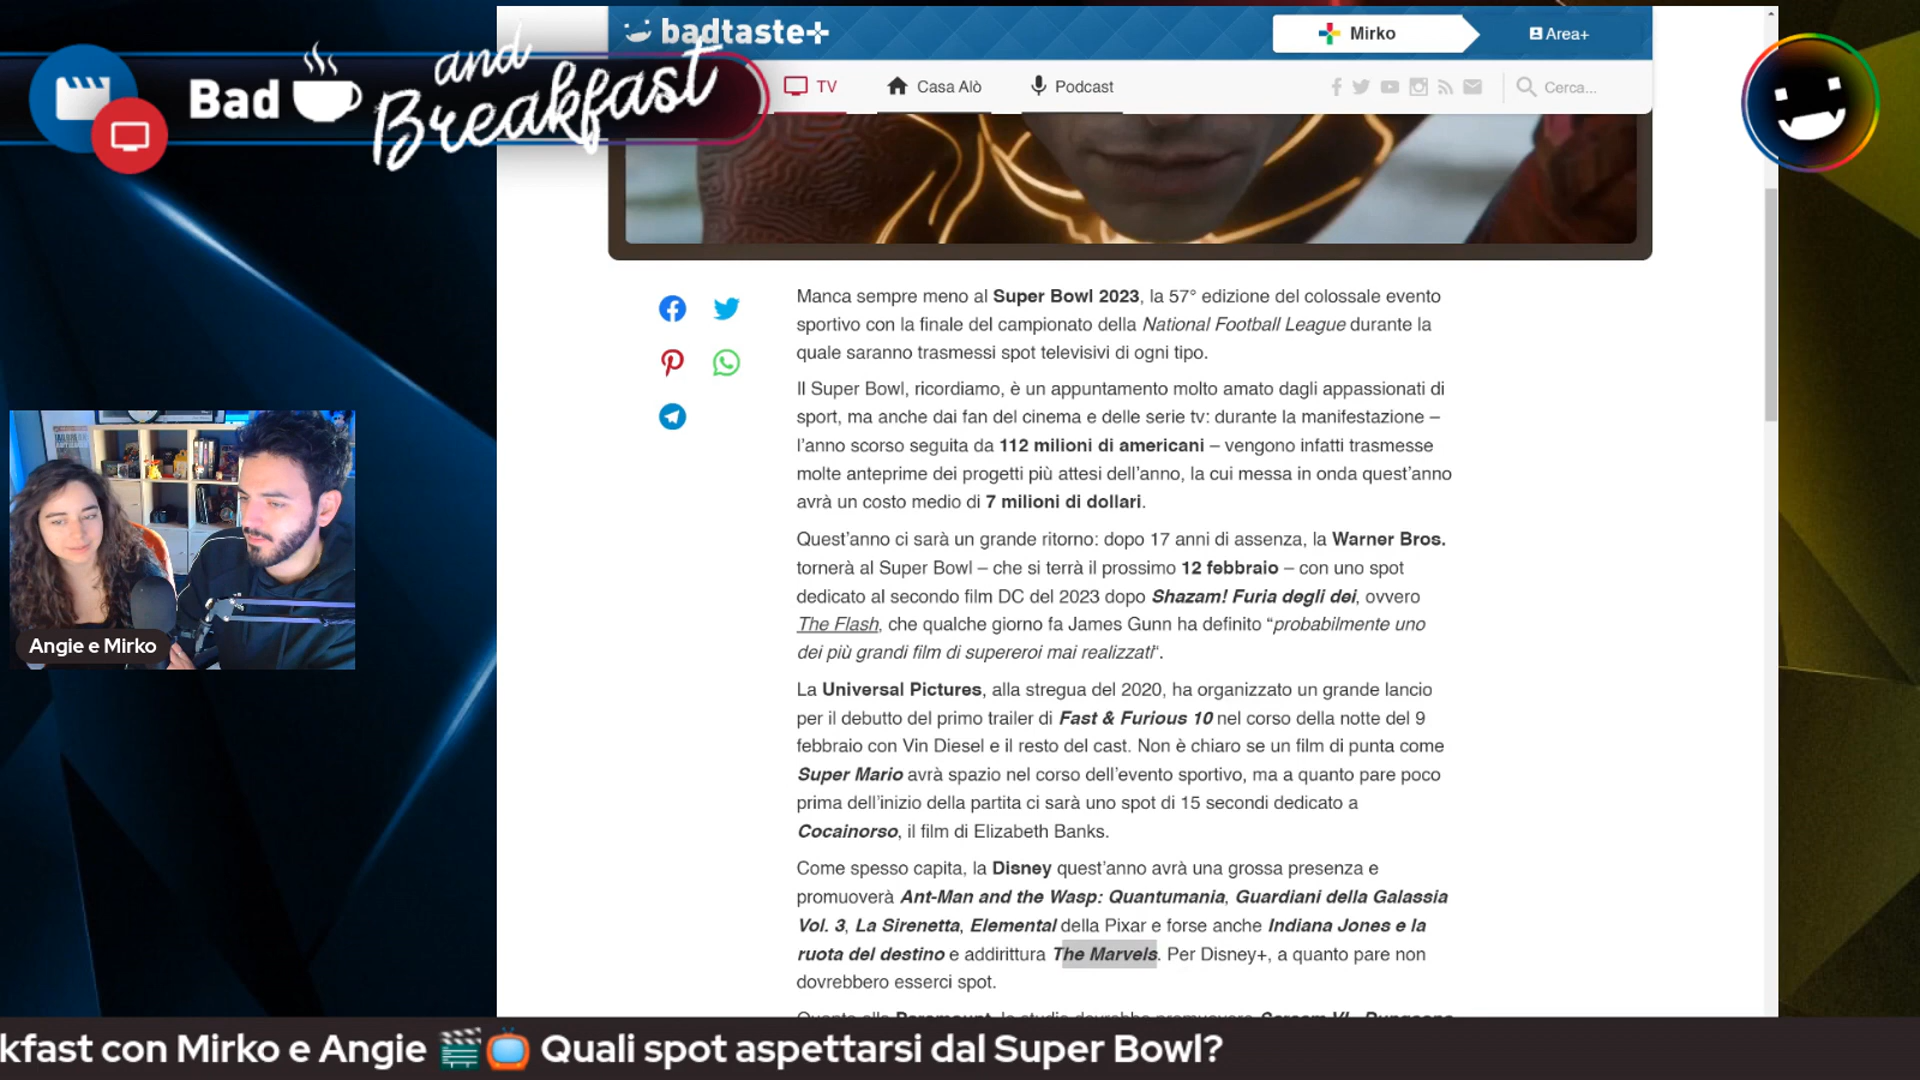 badtaste+
Mirko
Area+
Bad and Breakfast
TV
Casa Alò
Podcast
Cerca...
Manca sempre meno al Super Bowl 2023, la 57° edizione del colossale evento
sportivo con la finale del campionato della National Football League durante la
quale saranno trasmessi spot televisivi di ogni tipo.
Il Super Bowl, ricordiamo, è un appuntamento molto amato dagli appassionati di
sport, ma anche dai fan del cinema e delle serie tv: durante la manifestazione –
l'anno scorso seguita da 112 milioni di americani – vengono infatti trasmesse
molte anteprime dei progetti più attesi dell'anno, la cui messa in onda quest'anno
avrà un costo medio di 7 milioni di dollari.
Quest'anno ci sarà un grande ritorno: dopo 17 anni di assenza, la Warner Bros.
tornerà al Super Bowl – che si terrà il prossimo 12 febbraio – con uno spot
dedicato al secondo film DC del 2023 dopo Shazam! Furia degli dei, ovvero
The Flash, che qualche giorno fa James Gunn ha definito “probabilmente uno
dei più grandi film di supereroi mai realizzati“.
La Universal Pictures, alla stregua del 2020, ha organizzato un grande lancio
per il debutto del primo trailer di Fast & Furious 10 nel corso della notte del 9
febbraio con Vin Diesel e il resto del cast. Non è chiaro se un film di punta come
Super Mario avrà spazio nel corso dell'evento sportivo, ma a quanto pare poco
prima dell'inizio della partita ci sarà uno spot di 15 secondi dedicato a
Cocainorso, il film di Elizabeth Banks.
Come spesso capita, la Disney quest'anno avrà una grossa presenza e
promuoverà Ant-Man and the Wasp: Quantumania, Guardiani della Galassia
Vol. 3, La Sirenetta, Elemental della Pixar e forse anche Indiana Jones e la
ruota del destino e addirittura The Marvels. Per Disney+, a quanto pare non
dovrebbero esserci spot.
Quanto alla Paramount, lo studio dovrebbe promuovere Scream VI, Dungeons
Angie e Mirko
kfast con Mirko e Angie 🎬📺 Quali spot aspettarsi dal Super Bowl?